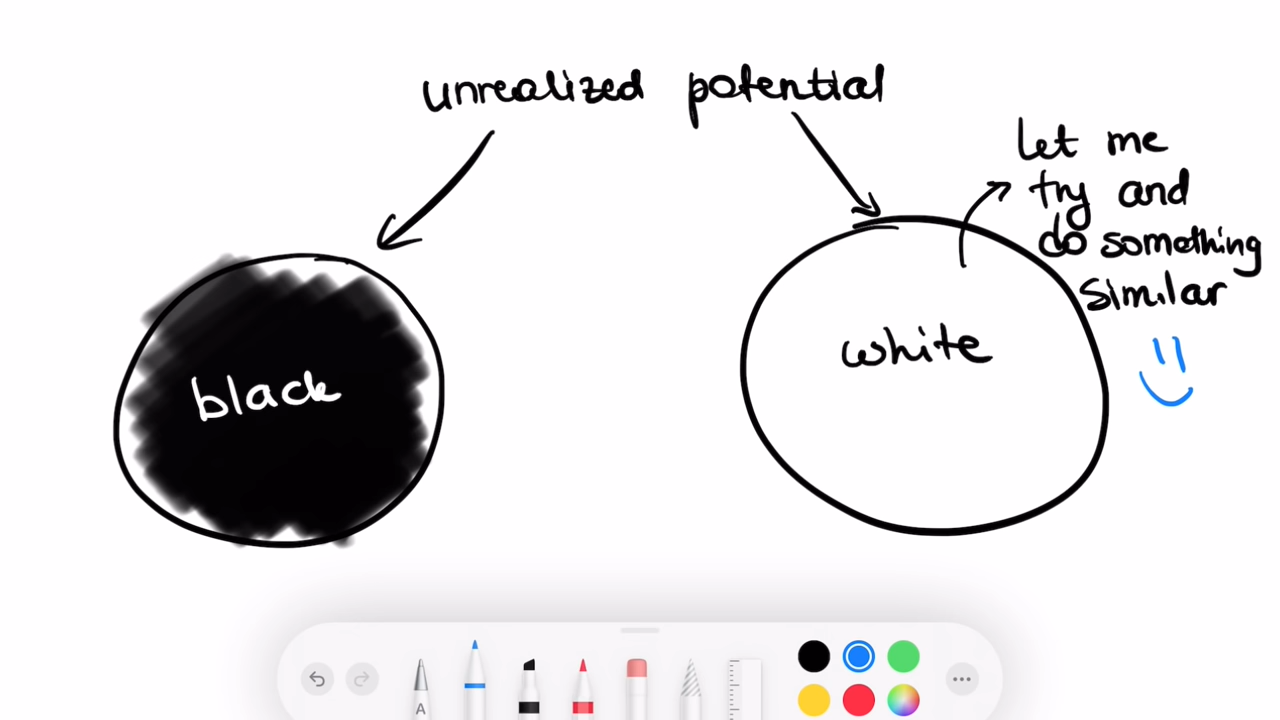 unrealized potential
let me
try and
do something
similar
white
black
A